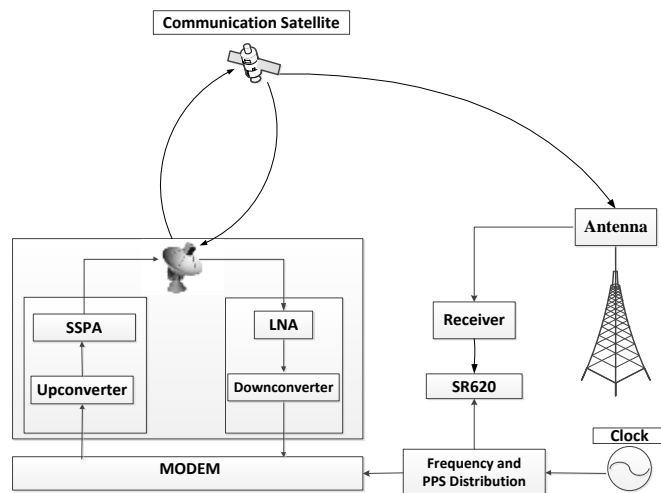 Communication Satellite
Antenna
SSPA
LNA
Receiver
Upconverter
Downconverter
SR620
Clock
MODEM
Frequency and
PPS Distribution